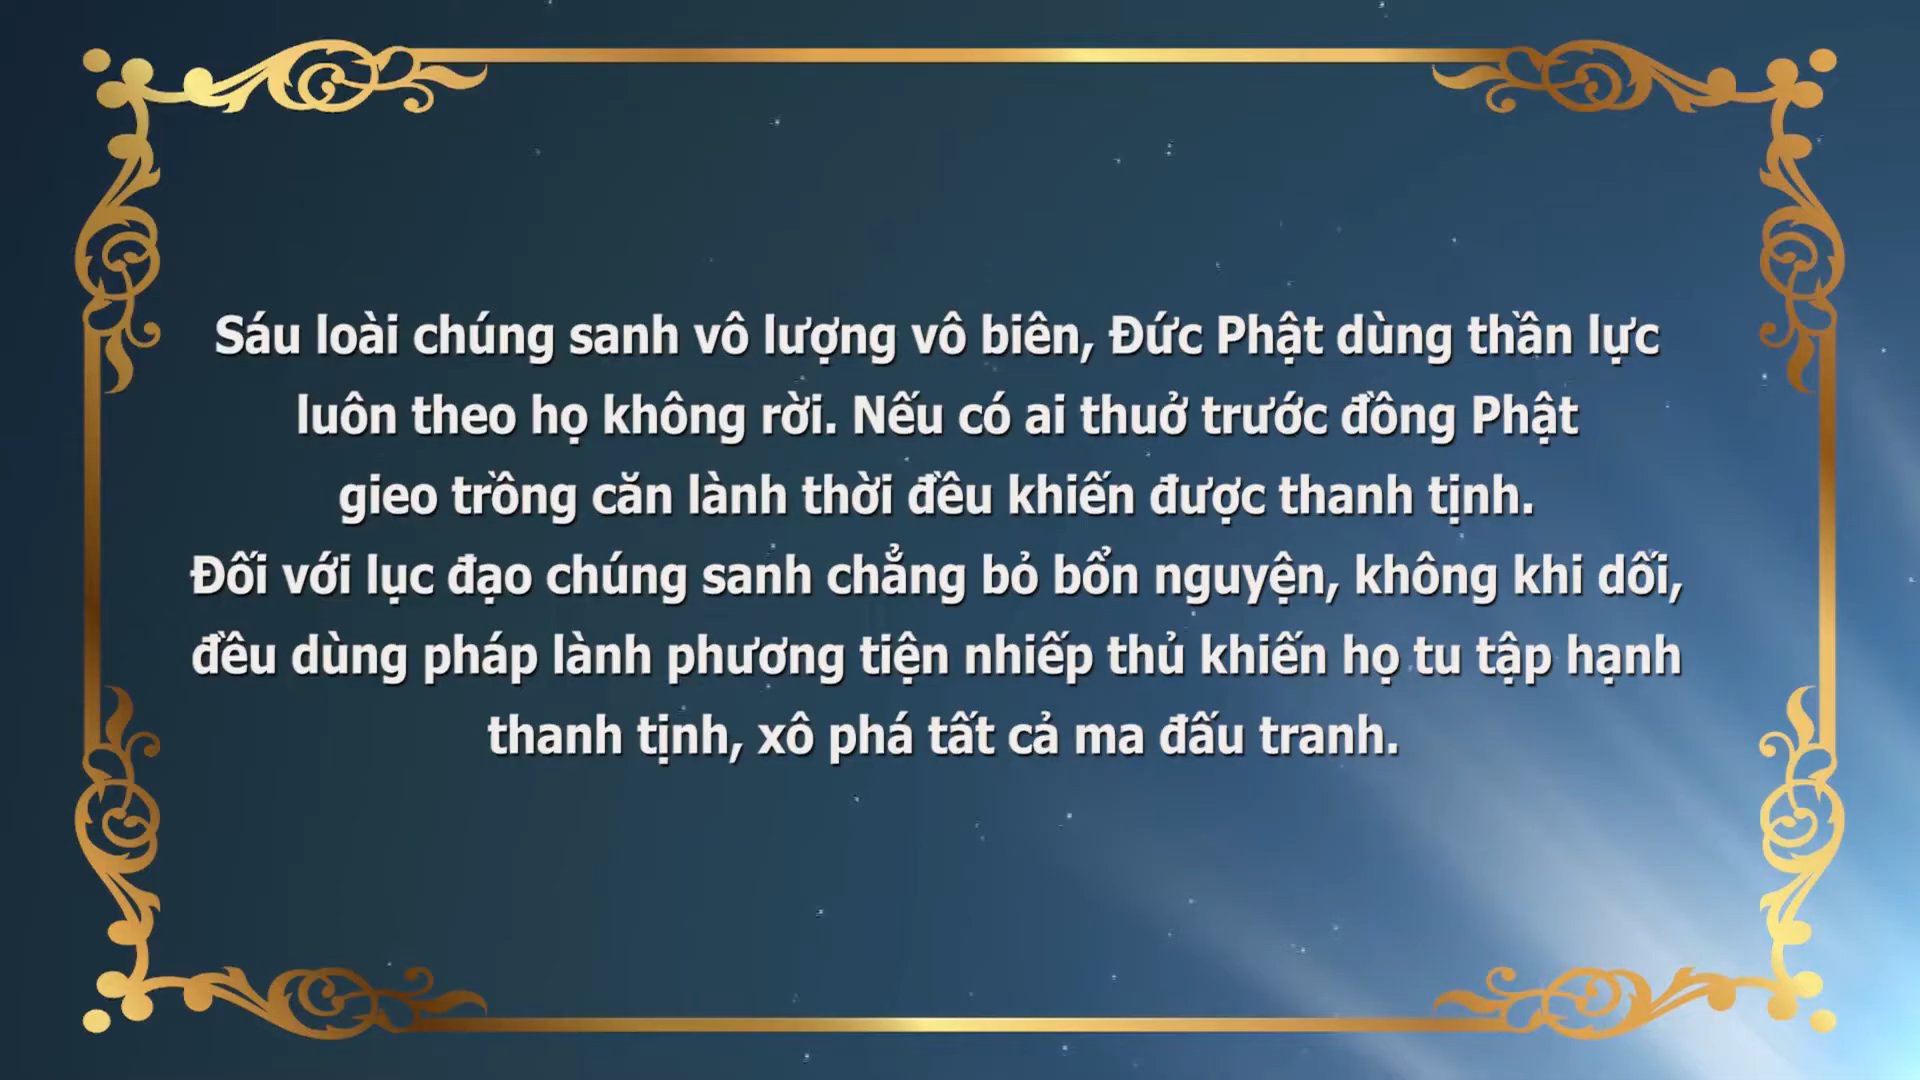 Sáu loài chúng sanh vô lượng vô biên, Đức Phật dùng thần lực
luôn theo họ không rời. Nếu có ai thuở trước đồng Phật
gieo trồng căn lành thời đều khiến được thanh tịnh.
Đối với lục đạo chúng sanh chẳng bỏ bổn nguyện, không khi dối,
đều dùng pháp lành phương tiện nhiếp thủ khiến họ tu tập hạnh
thanh tịnh, xô phá tất cả ma đấu tranh.